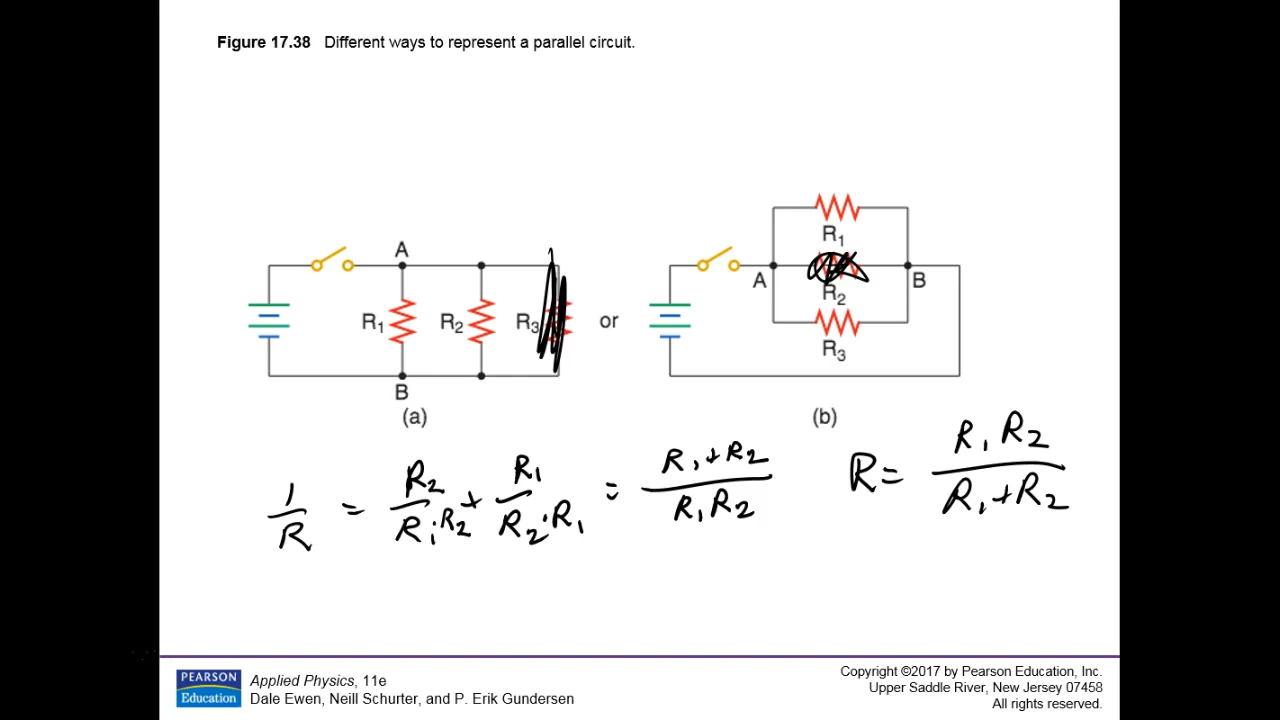 Figure 17.38 Different ways to represent a parallel circuit.
A
R₁ R₂ R₃
B
(a)
or
R₁
A B
R₂
R₃
(b)
1/R = R₂/(R₁·R₂) + R₁/(R₂·R₁) = (R₁+R₂)/(R₁R₂) R = R₁R₂/(R₁+R₂)
PEARSON
Education
Applied Physics, 11e
Dale Ewen, Neill Schurter, and P. Erik Gundersen
Copyright ©2017 by Pearson Education, Inc.
Upper Saddle River, New Jersey 07458
All rights reserved.